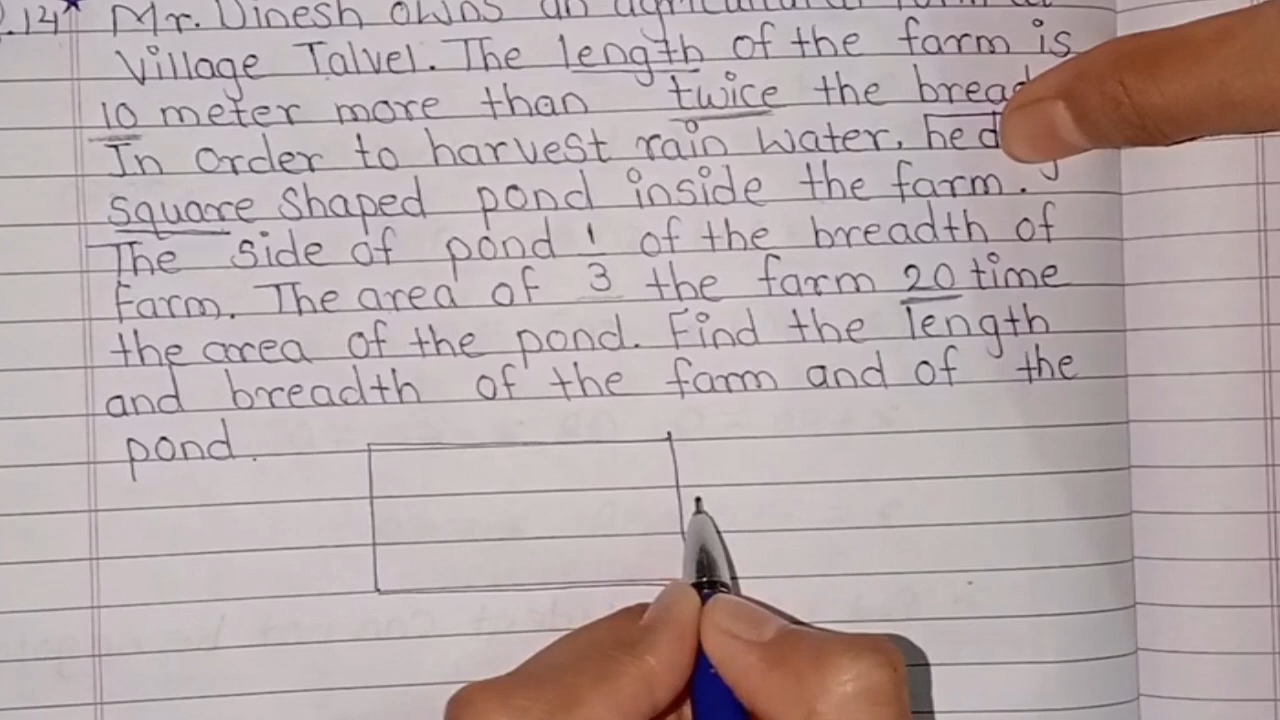 .14* Mr. Dinesh owns an agricultural farm at
Village Talvel. The length of the farm is
10 meter more than twice the bread
In order to harvest rain water, he d
square shaped pond inside the farm.
The side of pond 1 of the breadth of
farm. The area of 3 the farm 20 time
the area of the pond. Find the length
and breadth of the farm and of the
pond.